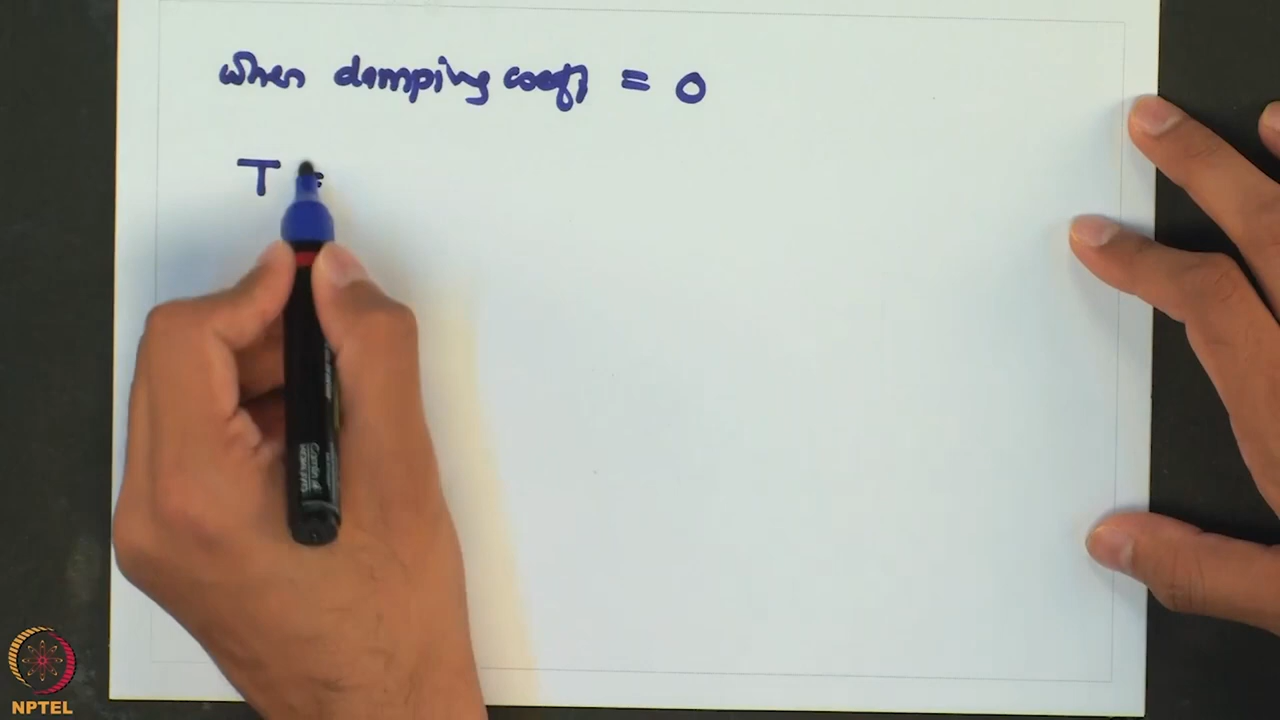 when damping coeff = 0
T =
NPTEL